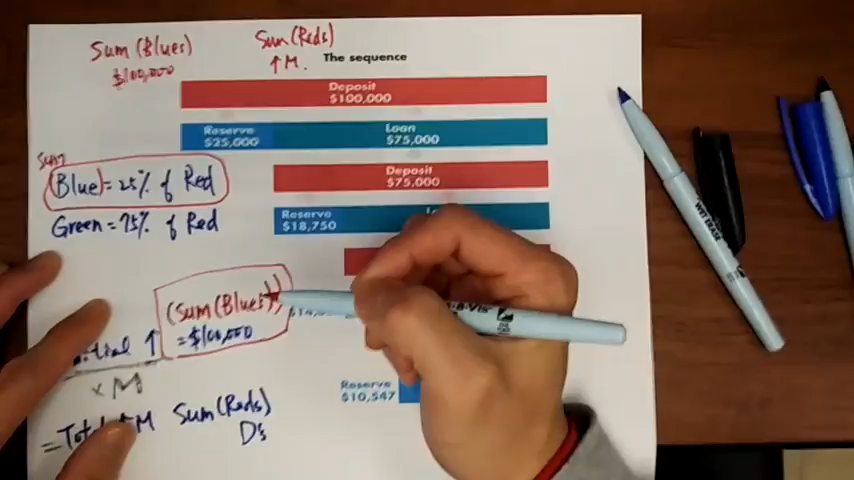 Sum (Blues)
$100,000
Sum(Reds)
↑M.
The sequence
Deposit
$100,000
Reserve
$25,000
Loan
$75,000
Deposit
$75,000
Reserve
$18,750
Sum
Blue = 25% of Red
Green = 75% of Red
(Sum(Blues))
= $100,000
↑
x M
Sum(Reds)
Ds
Reserve
$10,547